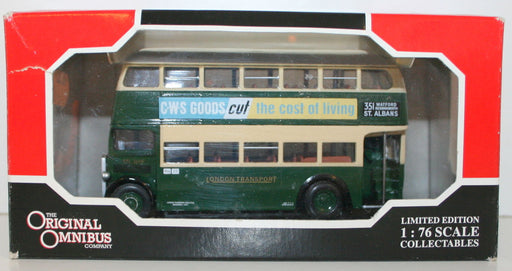 CWS GOODS cut the cost of living
351 WATFORD
ST. ALBANS
LONDON TRANSPORT
THE
ORIGINAL
OMNIBUS
COMPANY
LIMITED EDITION
1:76 SCALE
COLLECTABLES